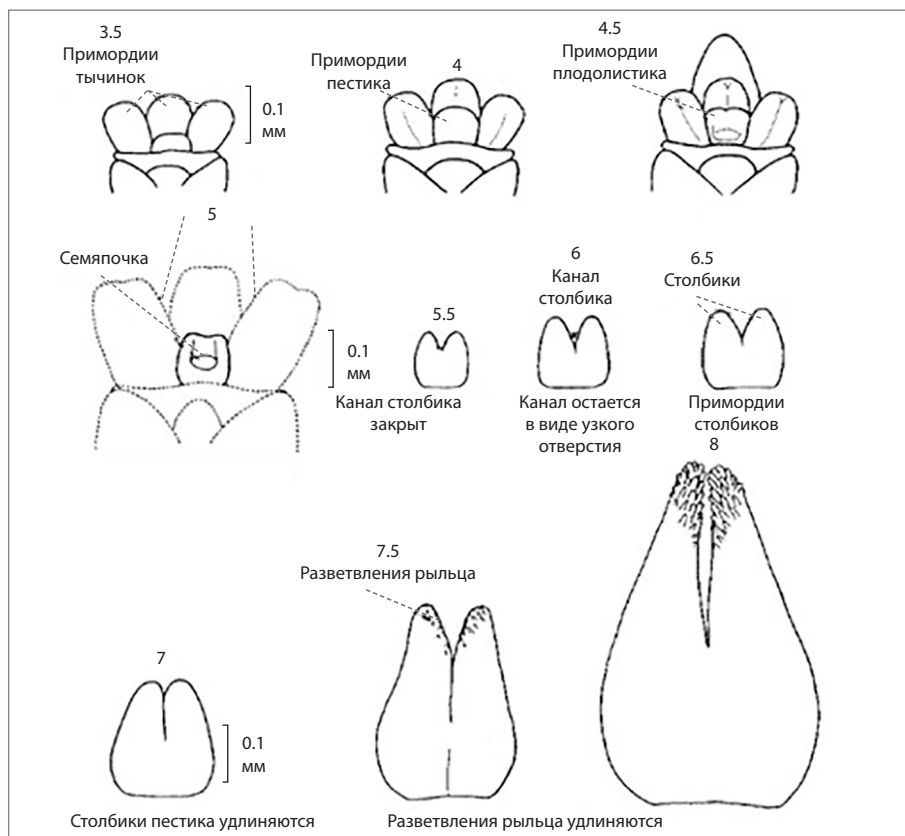 3.5
Примордии
тычинок
0.1
мм
4
Примордии
пестика
4.5
Примордии
плодолистика
5
Семяпочка
0.1
мм
5.5
Канал столбика
закрыт
6
Канал
столбика
Канал остается
в виде узкого
отверстия
6.5
Столбики
Примордии
столбиков
7
0.1
мм
Столбики пестика удлиняются
7.5
Разветвления рыльца
8
Разветвления рыльца удлиняются